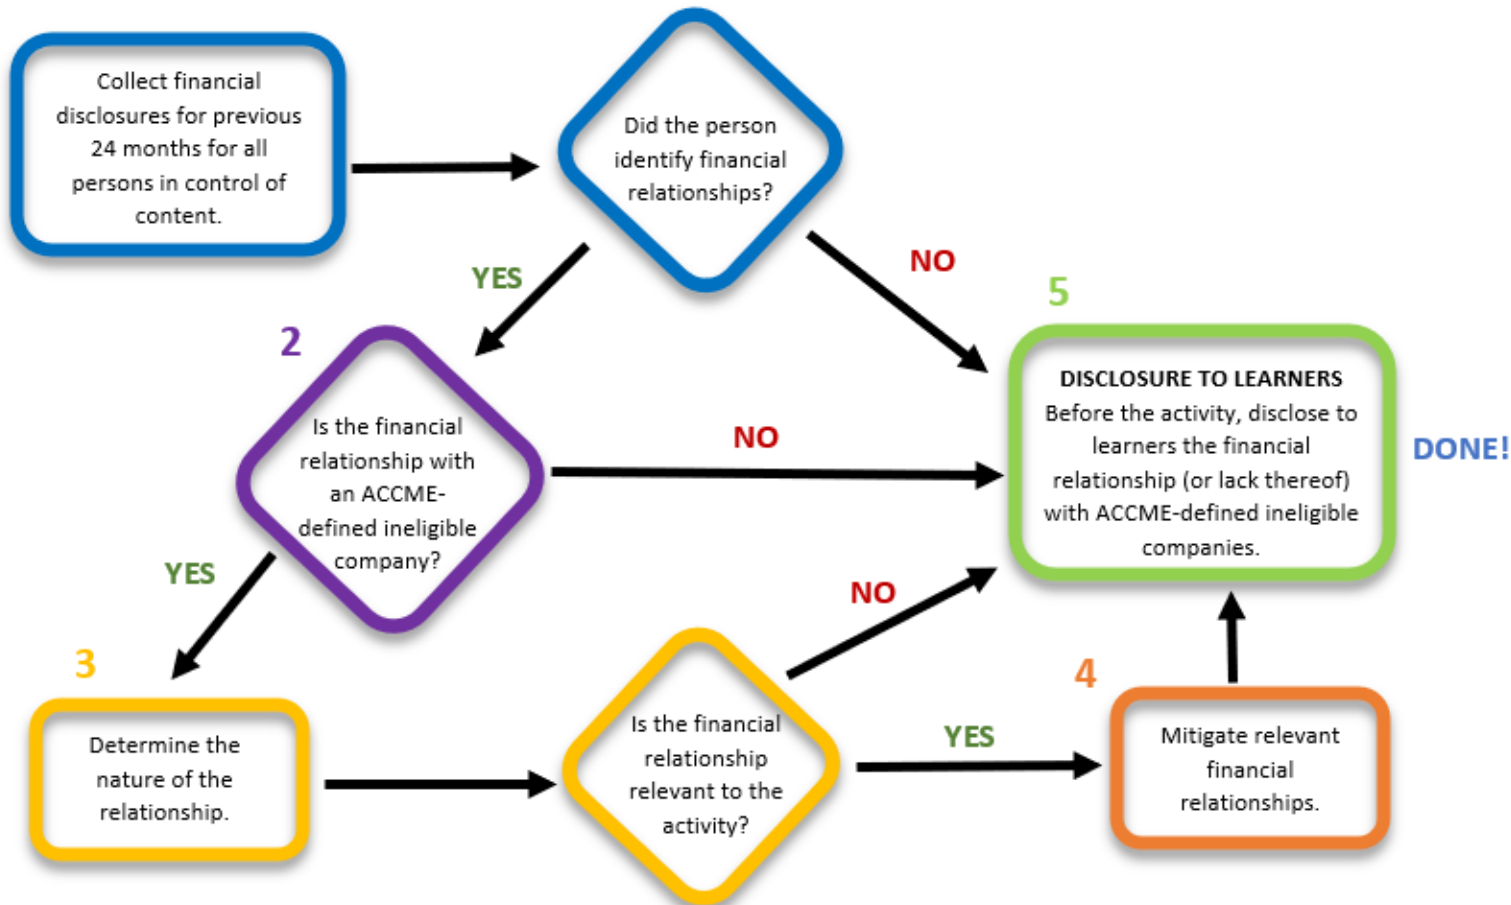 Collect financial
disclosures for previous
24 months for all
persons in control of
content.
Did the person
identify financial
relationships?
YES
NO
2
Is the financial
relationship with
an ACCME-
defined ineligible
company?
NO
5
DISCLOSURE TO LEARNERS
Before the activity, disclose to
learners the financial
relationship (or lack thereof)
with ACCME-defined ineligible
companies.
DONE!
YES
3
Determine the
nature of the
relationship.
Is the financial
relationship
relevant to the
activity?
NO
YES
4
Mitigate relevant
financial
relationships.